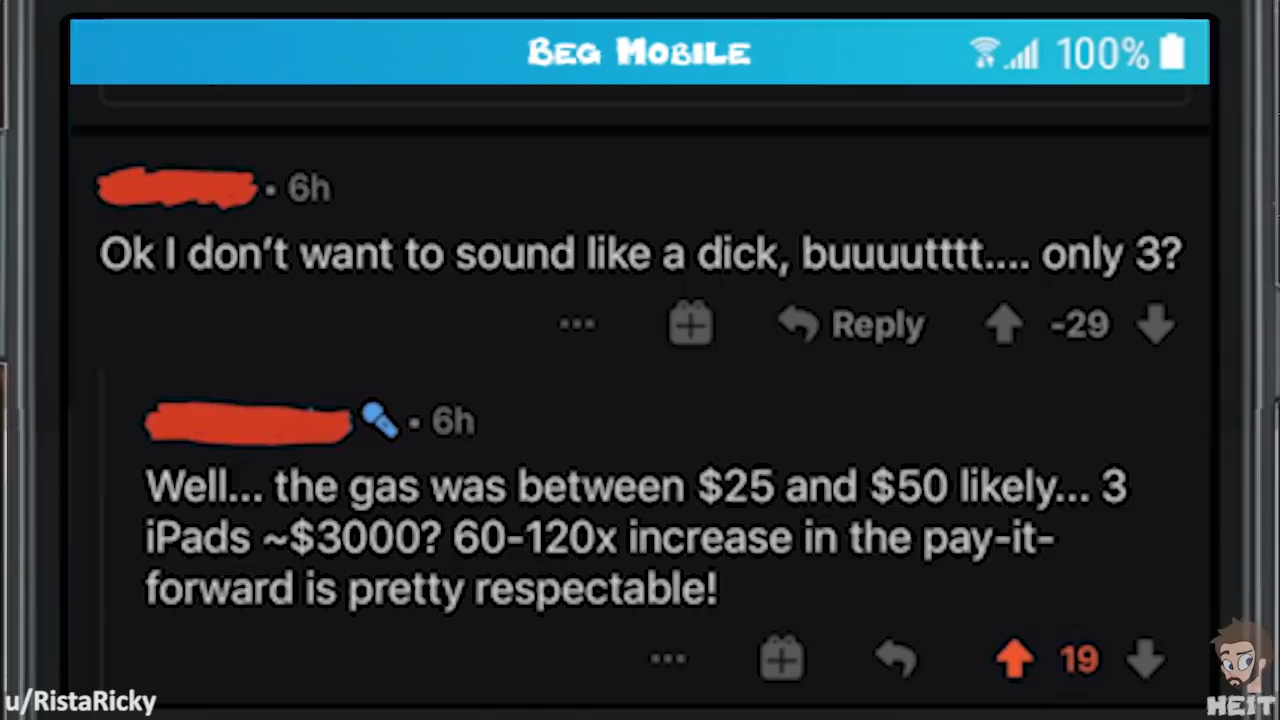 BEG MOBILE
100%
• 6h
Ok I don't want to sound like a dick, buuuutttt.... only 3?
... Reply -29
• 6h
Well... the gas was between $25 and $50 likely... 3
iPads ~$3000? 60-120x increase in the pay-it-
forward is pretty respectable!
... 19
u/RistaRicky
HEIT